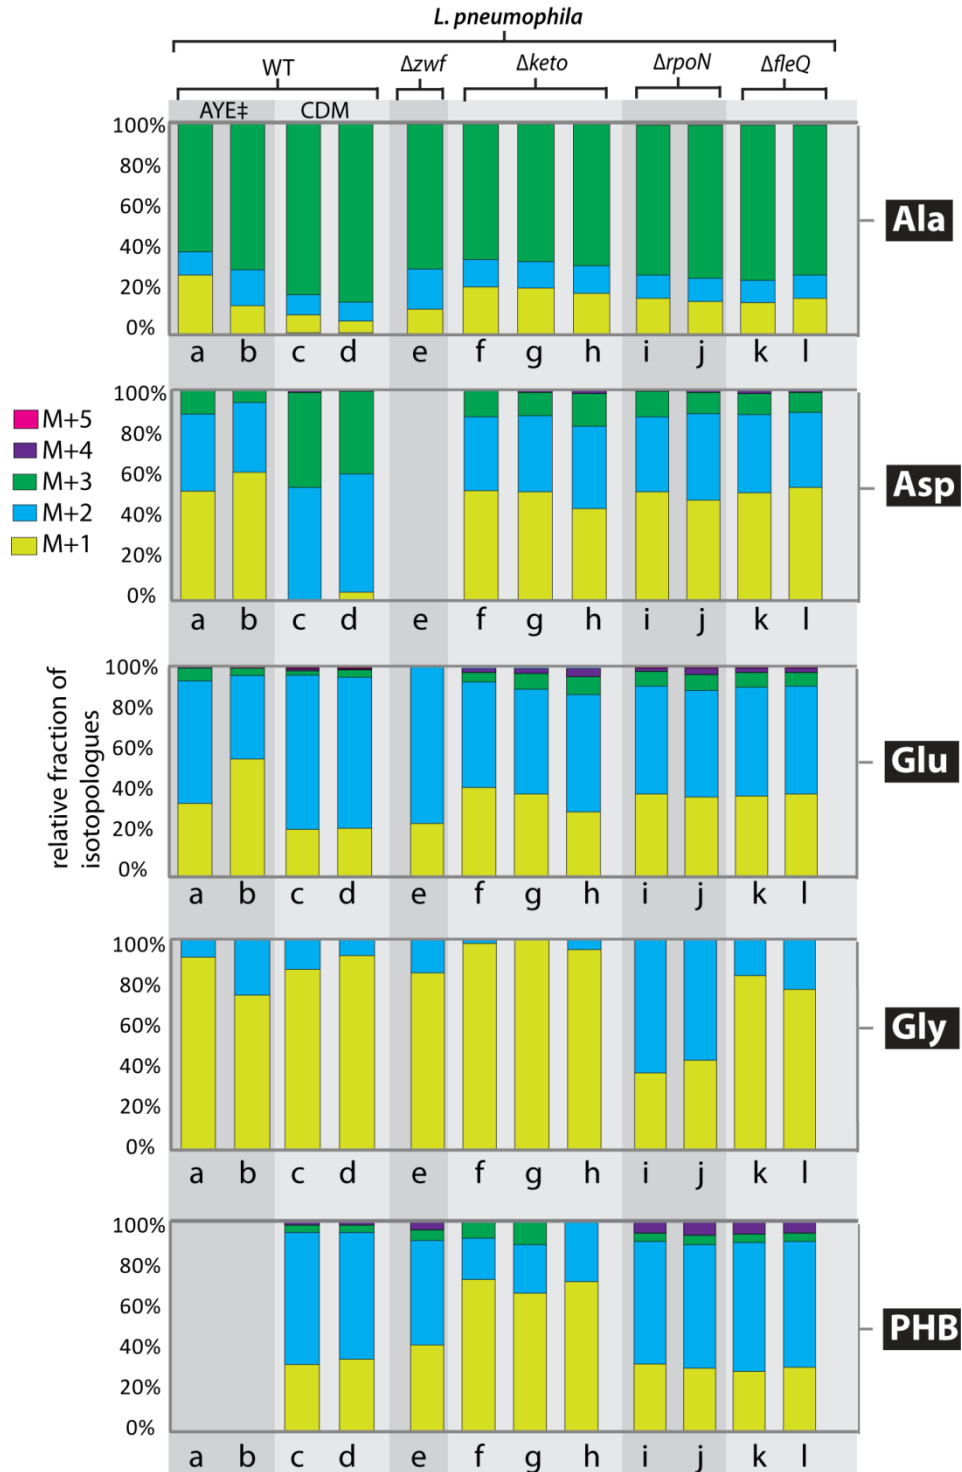 L. pneumophila
WT Δzwf Δketo ΔrpoN ΔfleQ
AYE‡ CDM
100%
80%
60%
40%
20%
0%
Ala
a b c d e f g h i j k l
M+5
M+4
M+3
M+2
M+1
100%
80%
60%
40%
20%
0%
Asp
a b c d e f g h i j k l
relative fraction of
isotopologues
100%
80%
60%
40%
20%
0%
Glu
a b c d e f g h i j k l
100%
80%
60%
40%
20%
0%
Gly
a b c d e f g h i j k l
100%
80%
60%
40%
20%
0%
PHB
a b c d e f g h i j k l